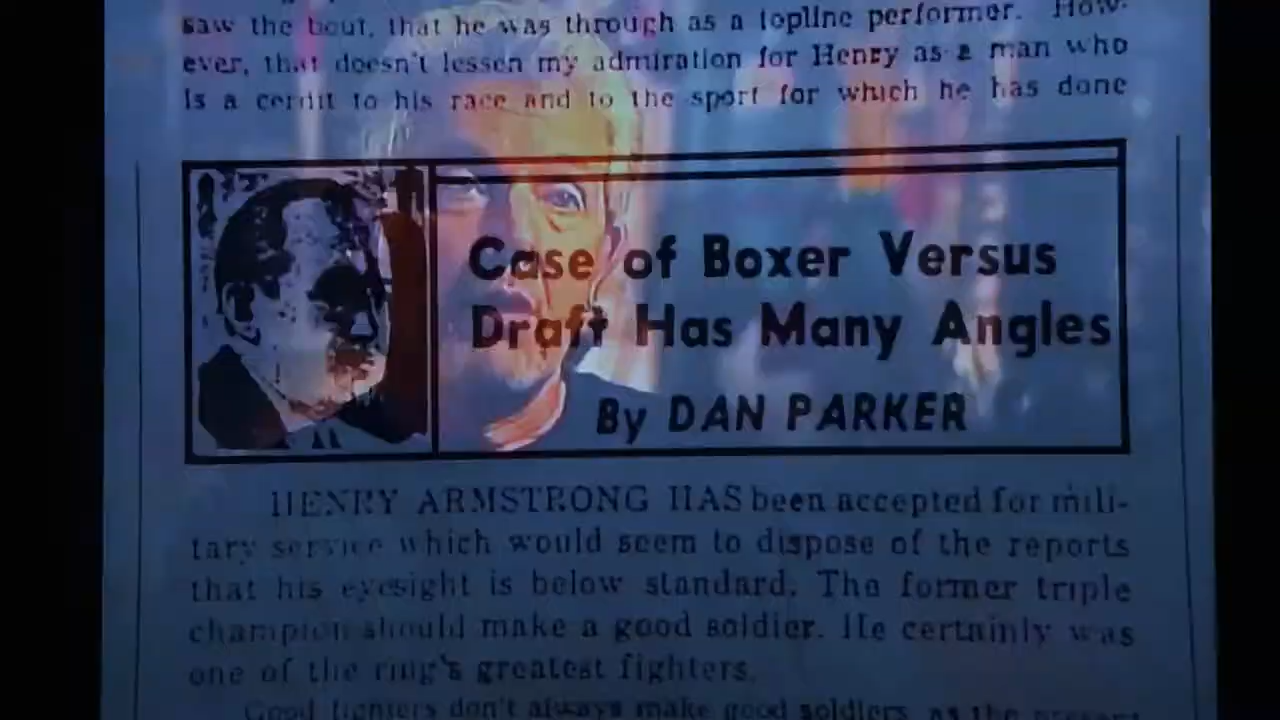 saw the bout, that he was through as a topline performer. How-
ever, that doesn't lessen my admiration for Henry as a man who
is a cerdit to his race and to the sport for which he has done
Case of Boxer Versus
Draft Has Many Angles
By DAN PARKER
HENRY ARMSTRONG HAS been accepted for mili-
tary service which would seem to dispose of the reports
that his eyesight is below standard. The former triple
champion should make a good soldier. He certainly was
one of the ring's greatest fighters.
Good fighters don't always make good soldiers, as the present